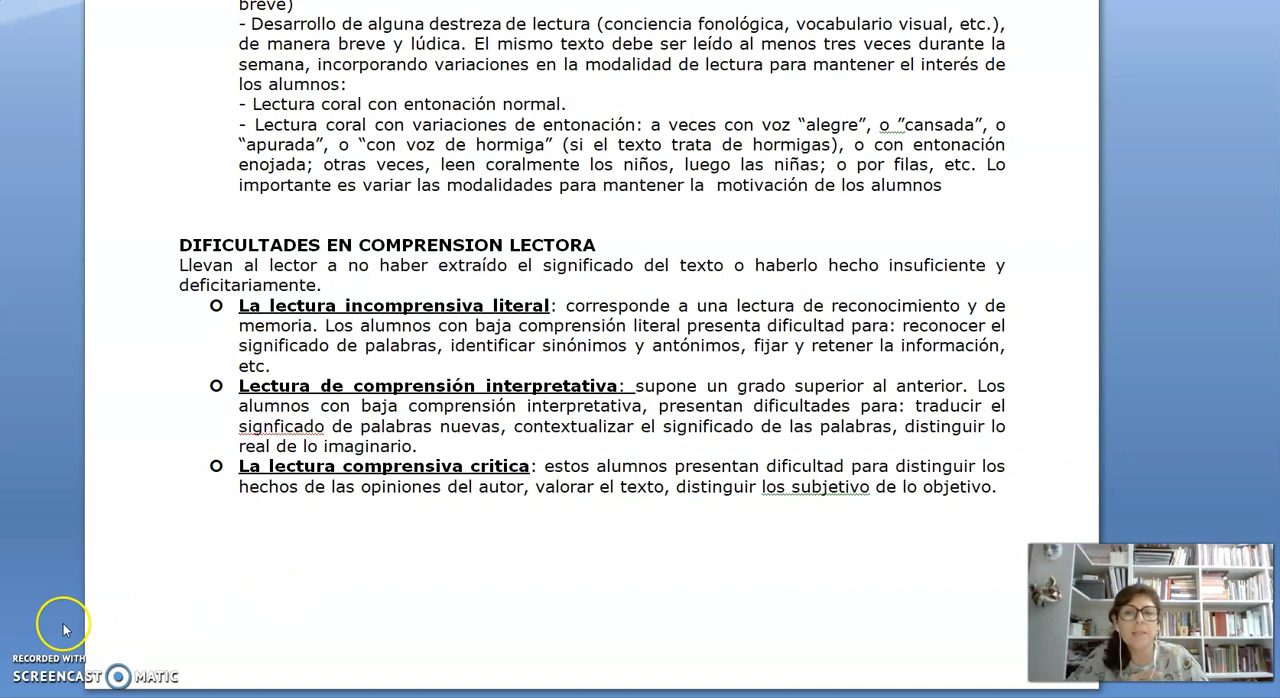 breve)
- Desarrollo de alguna destreza de lectura (conciencia fonológica, vocabulario visual, etc.),
de manera breve y lúdica. El mismo texto debe ser leído al menos tres veces durante la
semana, incorporando variaciones en la modalidad de lectura para mantener el interés de
los alumnos:
- Lectura coral con entonación normal.
- Lectura coral con variaciones de entonación: a veces con voz “alegre”, o ”cansada”, o
“apurada”, o “con voz de hormiga” (si el texto trata de hormigas), o con entonación
enojada; otras veces, leen coralmente los niños, luego las niñas; o por filas, etc. Lo
importante es variar las modalidades para mantener la motivación de los alumnos
DIFICULTADES EN COMPRENSION LECTORA
Llevan al lector a no haber extraído el significado del texto o haberlo hecho insuficiente y
deficitariamente.
O La lectura incomprensiva literal: corresponde a una lectura de reconocimiento y de
memoria. Los alumnos con baja comprensión literal presenta dificultad para: reconocer el
significado de palabras, identificar sinónimos y antónimos, fijar y retener la información,
etc.
O Lectura de comprensión interpretativa: supone un grado superior al anterior. Los
alumnos con baja comprensión interpretativa, presentan dificultades para: traducir el
signficado de palabras nuevas, contextualizar el significado de las palabras, distinguir lo
real de lo imaginario.
O La lectura comprensiva critica: estos alumnos presentan dificultad para distinguir los
hechos de las opiniones del autor, valorar el texto, distinguir los subjetivo de lo objetivo.
RECORDED WITH
SCREENCAST MATIC